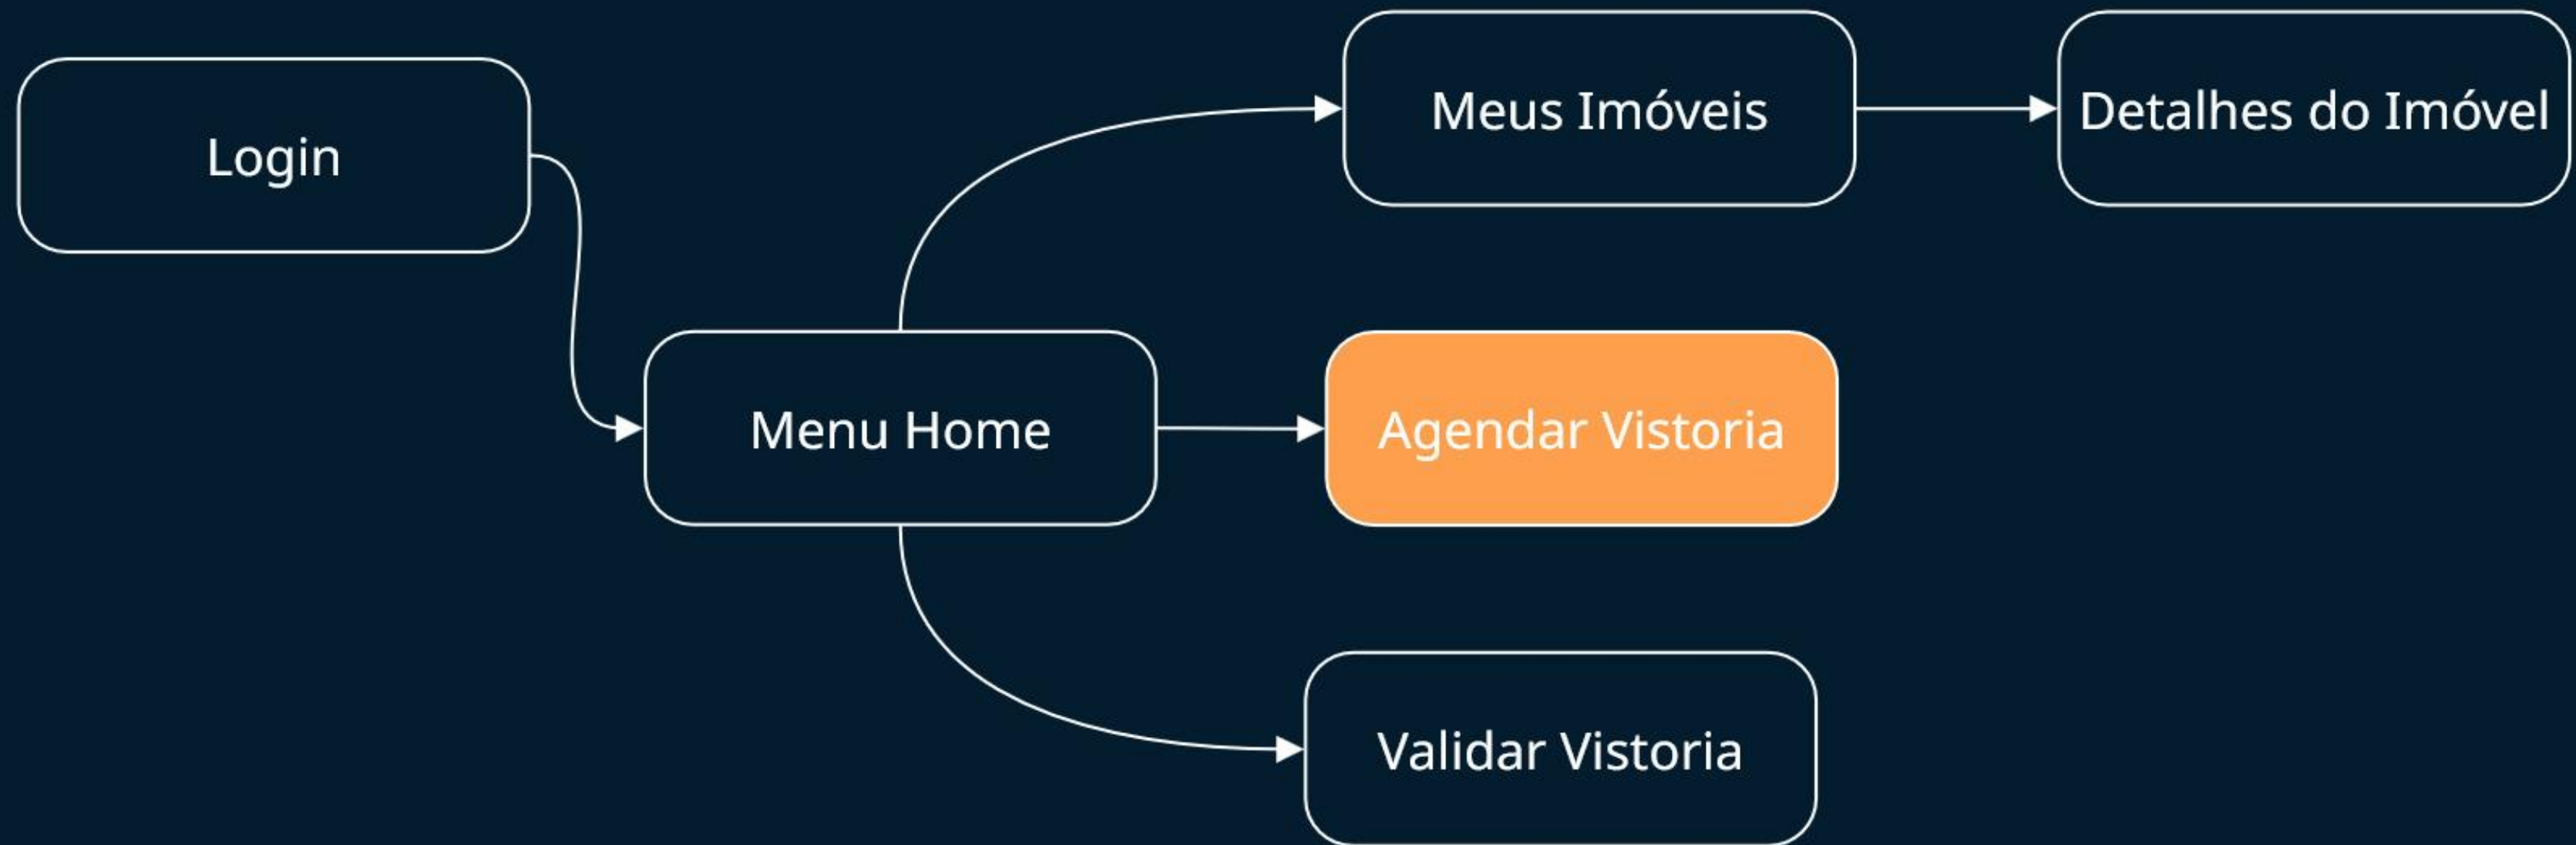 Login
Menu Home
Meus Imóveis
Detalhes do Imóvel
Agendar Vistoria
Validar Vistoria